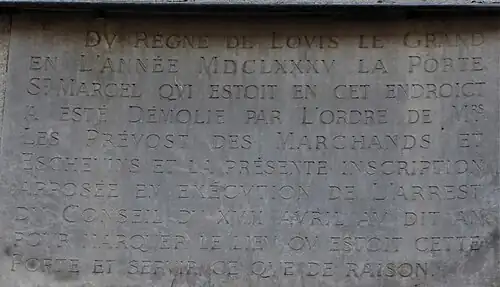 DV RÈGNE DE LOVIS LE GRAND
EN L'ANNÉE MDCLXXXV LA PORTE
ST MARCEL QVI ESTOIT EN CET ENDROICT
A ESTÉ DÉMOLIE PAR L'ORDRE DE MRS
LES PRÉVOST DES MARCHANDS ET
ESCHEVINS ET LA PRÉSENTE INSCRIPTION
APPOSÉE EN EXÉCVTION DE L'ARREST
DV CONSEIL DV XVII AVRIL AV DIT AN
POVR MARQVER LE LIEV OV ESTOIT CETTE
PORTE ET SERVIR CE QVE DE RAISON.